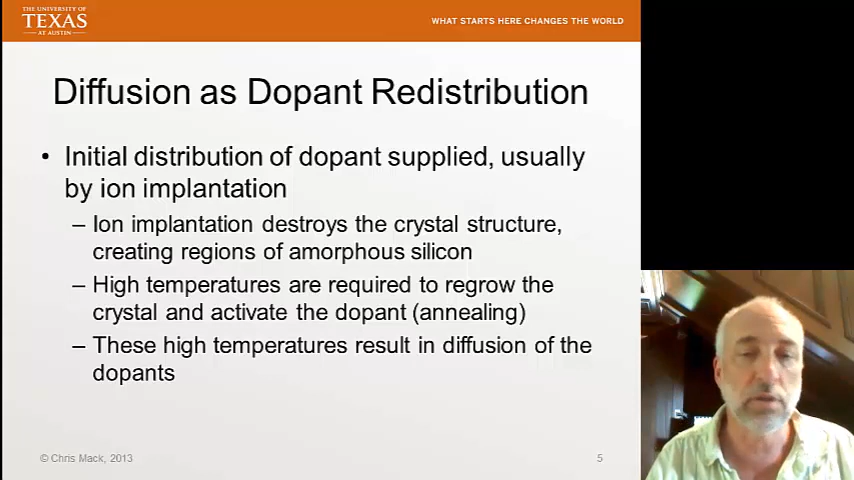 THE UNIVERSITY OF
TEXAS
AT AUSTIN
WHAT STARTS HERE CHANGES THE WORLD
Diffusion as Dopant Redistribution
• Initial distribution of dopant supplied, usually
by ion implantation
– Ion implantation destroys the crystal structure,
creating regions of amorphous silicon
– High temperatures are required to regrow the
crystal and activate the dopant (annealing)
– These high temperatures result in diffusion of the
dopants
© Chris Mack, 2013
5